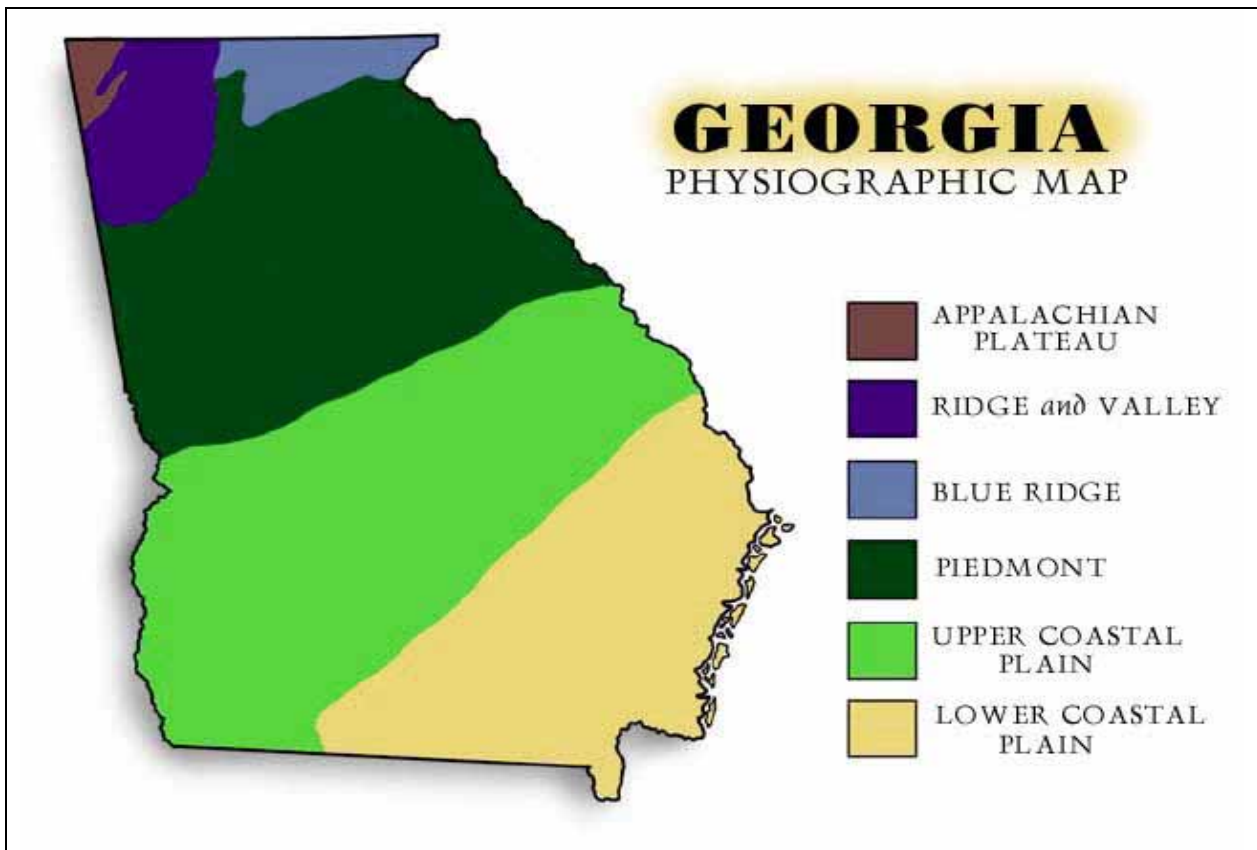 GEORGIA
PHYSIOGRAPHIC MAP
APPALACHIAN
PLATEAU
RIDGE and VALLEY
BLUE RIDGE
PIEDMONT
UPPER COASTAL
PLAIN
LOWER COASTAL
PLAIN